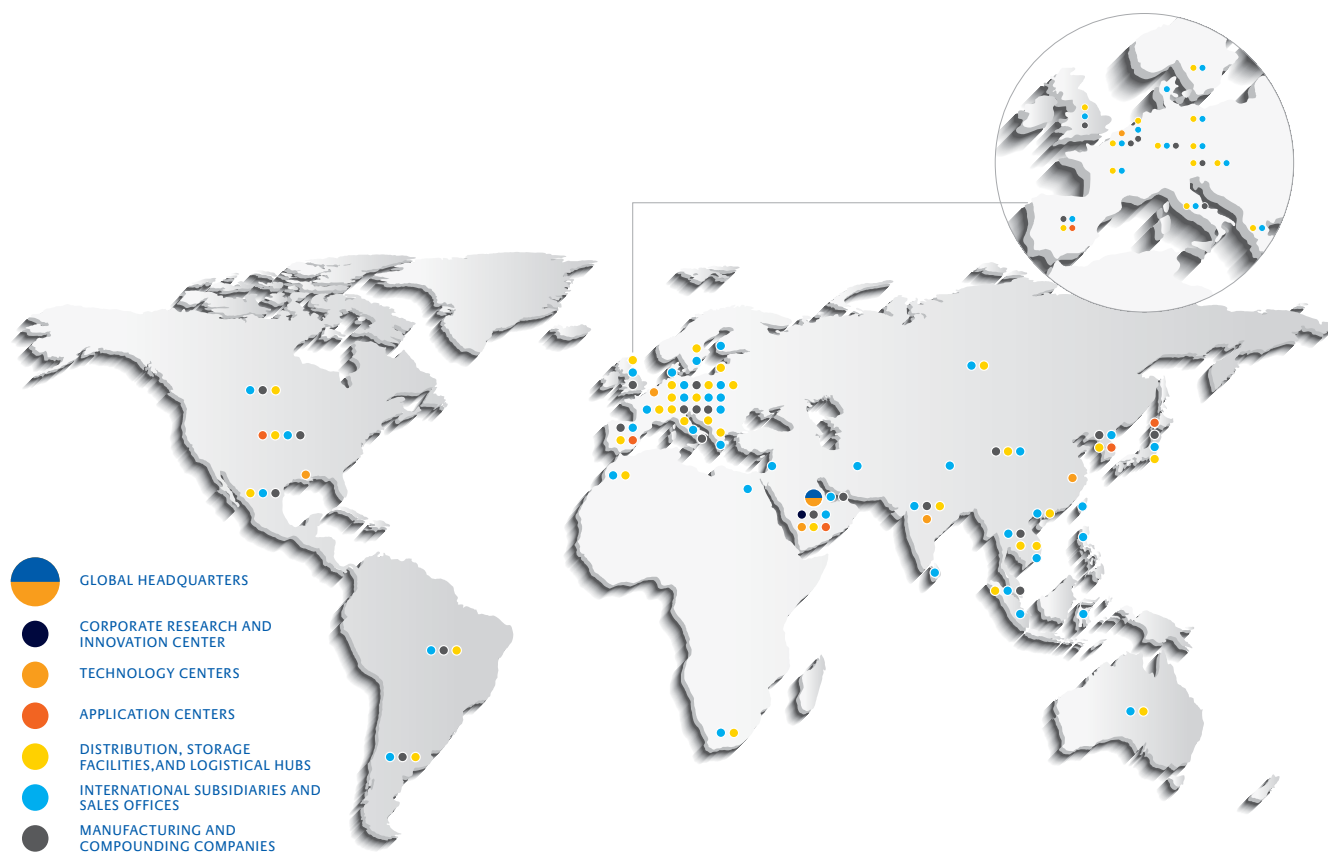 GLOBAL HEADQUARTERS
CORPORATE RESEARCH AND
INNOVATION CENTER
TECHNOLOGY CENTERS
APPLICATION CENTERS
DISTRIBUTION, STORAGE
FACILITIES,AND LOGISTICAL HUBS
INTERNATIONAL SUBSIDIARIES AND
SALES OFFICES
MANUFACTURING AND
COMPOUNDING COMPANIES